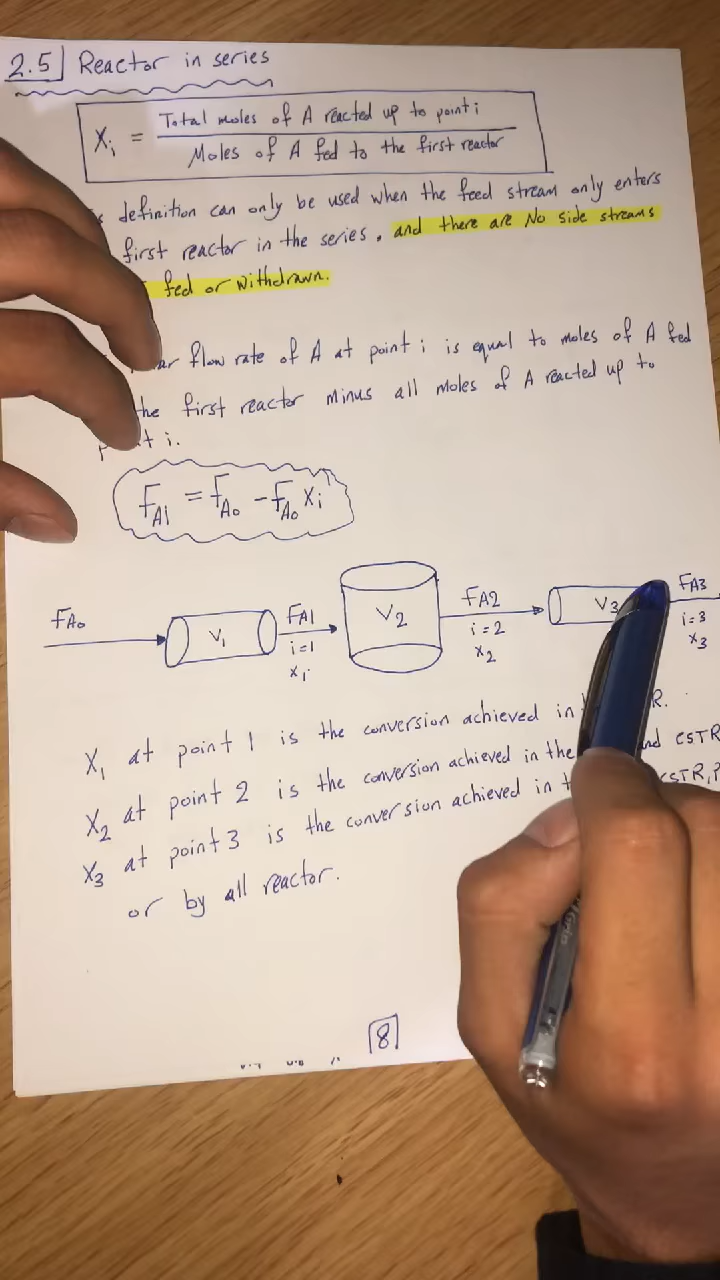 2.5 Reactor in series
Xi = Total moles of A reacted up to point i
Moles of A fed to the first reactor
definition can only be used when the feed stream only enters
first reactor in the series. and there are No side streams
fed or withdrawn.
flow rate of A at point i is equal to moles of A fed
the first reactor minus all moles of A reacted up to
i.
FA1 = FA0 - FA0 Xi
FA0
V1
FA1
i=1
X1
V2
FA2
i=2
X2
V3
FA3
i=3
X3
X1 at point 1 is the conversion achieved in
X2 at point 2 is the conversion achieved in the and CSTR
X3 at point 3 is the conversion achieved in CSTR, P
or by all reactor.
8